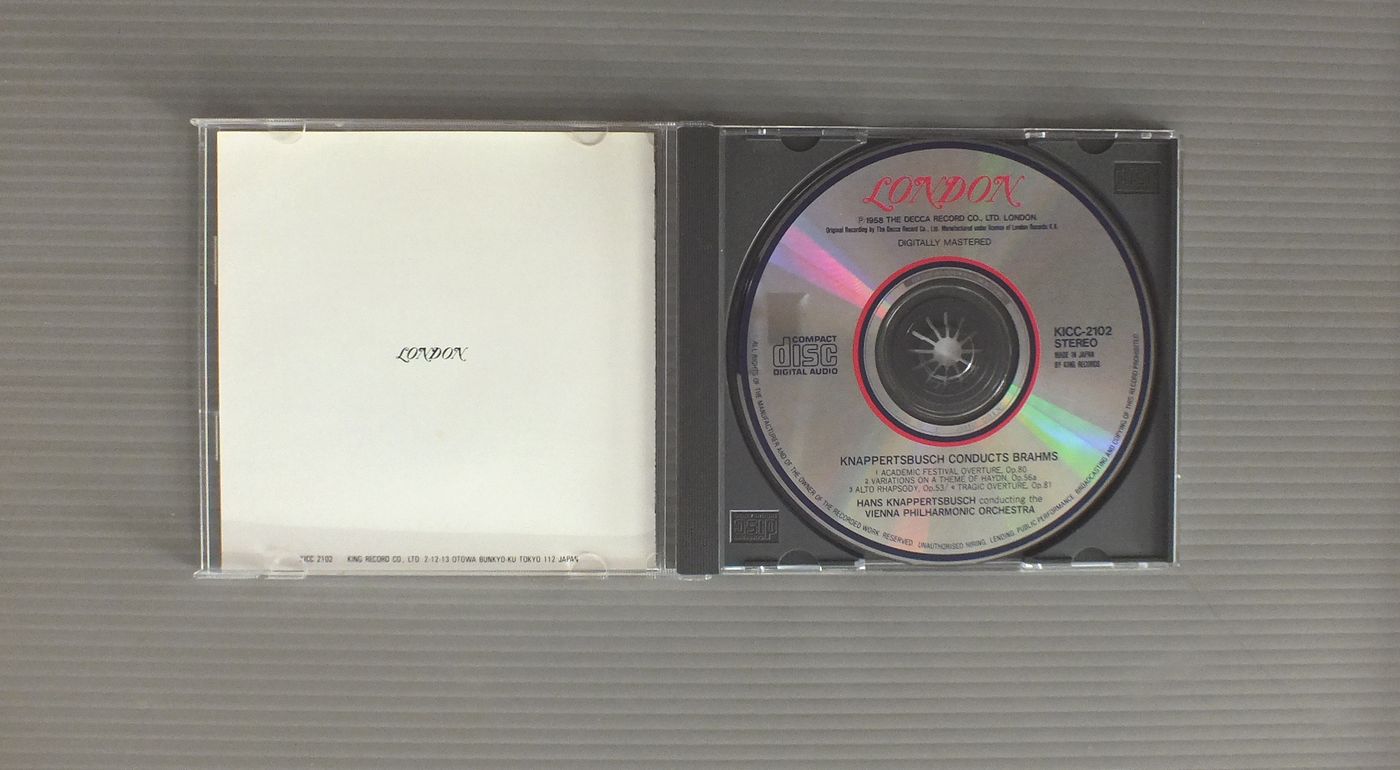 LONDON
KICC 2102 KING RECORD CO., LTD 2-12-13 OTOWA BUNKYO-KU TOKYO 112 JAPAN
LONDON
℗ 1958 THE DECCA RECORD CO., LTD. LONDON
Original Recording by The Decca Record Co., Ltd. Manufactured under license of London Records K.K.
DIGITALLY MASTERED
COMPACT
disc
DIGITAL AUDIO
KICC-2102
STEREO
MADE IN JAPAN
BY KING RECORDS
KNAPPERTSBUSCH CONDUCTS BRAHMS
1 ACADEMIC FESTIVAL OVERTURE, Op.80
2 VARIATIONS ON A THEME OF HAYDN, Op.56a
3 ALTO RHAPSODY, Op.53/ 4 TRAGIC OVERTURE, Op.81
HANS KNAPPERTSBUSCH conducting the
VIENNA PHILHARMONIC ORCHESTRA
ALL RIGHTS OF THE MANUFACTURER AND OF THE OWNER OF THE RECORDED WORK RESERVED. UNAUTHORISED HIRING, LENDING, PUBLIC PERFORMANCE, BROADCASTING AND COPYING OF THIS RECORD PROHIBITED
disc